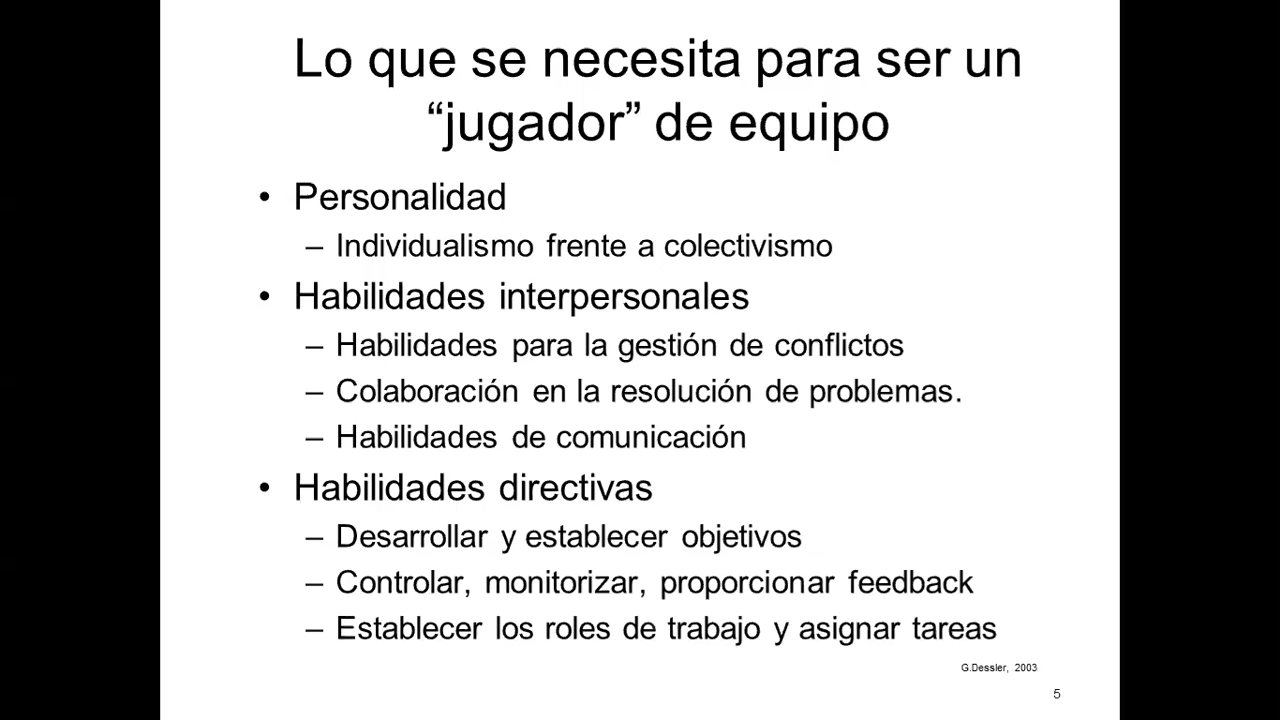 Lo que se necesita para ser un
“jugador” de equipo
• Personalidad
– Individualismo frente a colectivismo
• Habilidades interpersonales
– Habilidades para la gestión de conflictos
– Colaboración en la resolución de problemas.
– Habilidades de comunicación
• Habilidades directivas
– Desarrollar y establecer objetivos
– Controlar, monitorizar, proporcionar feedback
– Establecer los roles de trabajo y asignar tareas
G.Dessler, 2003
5